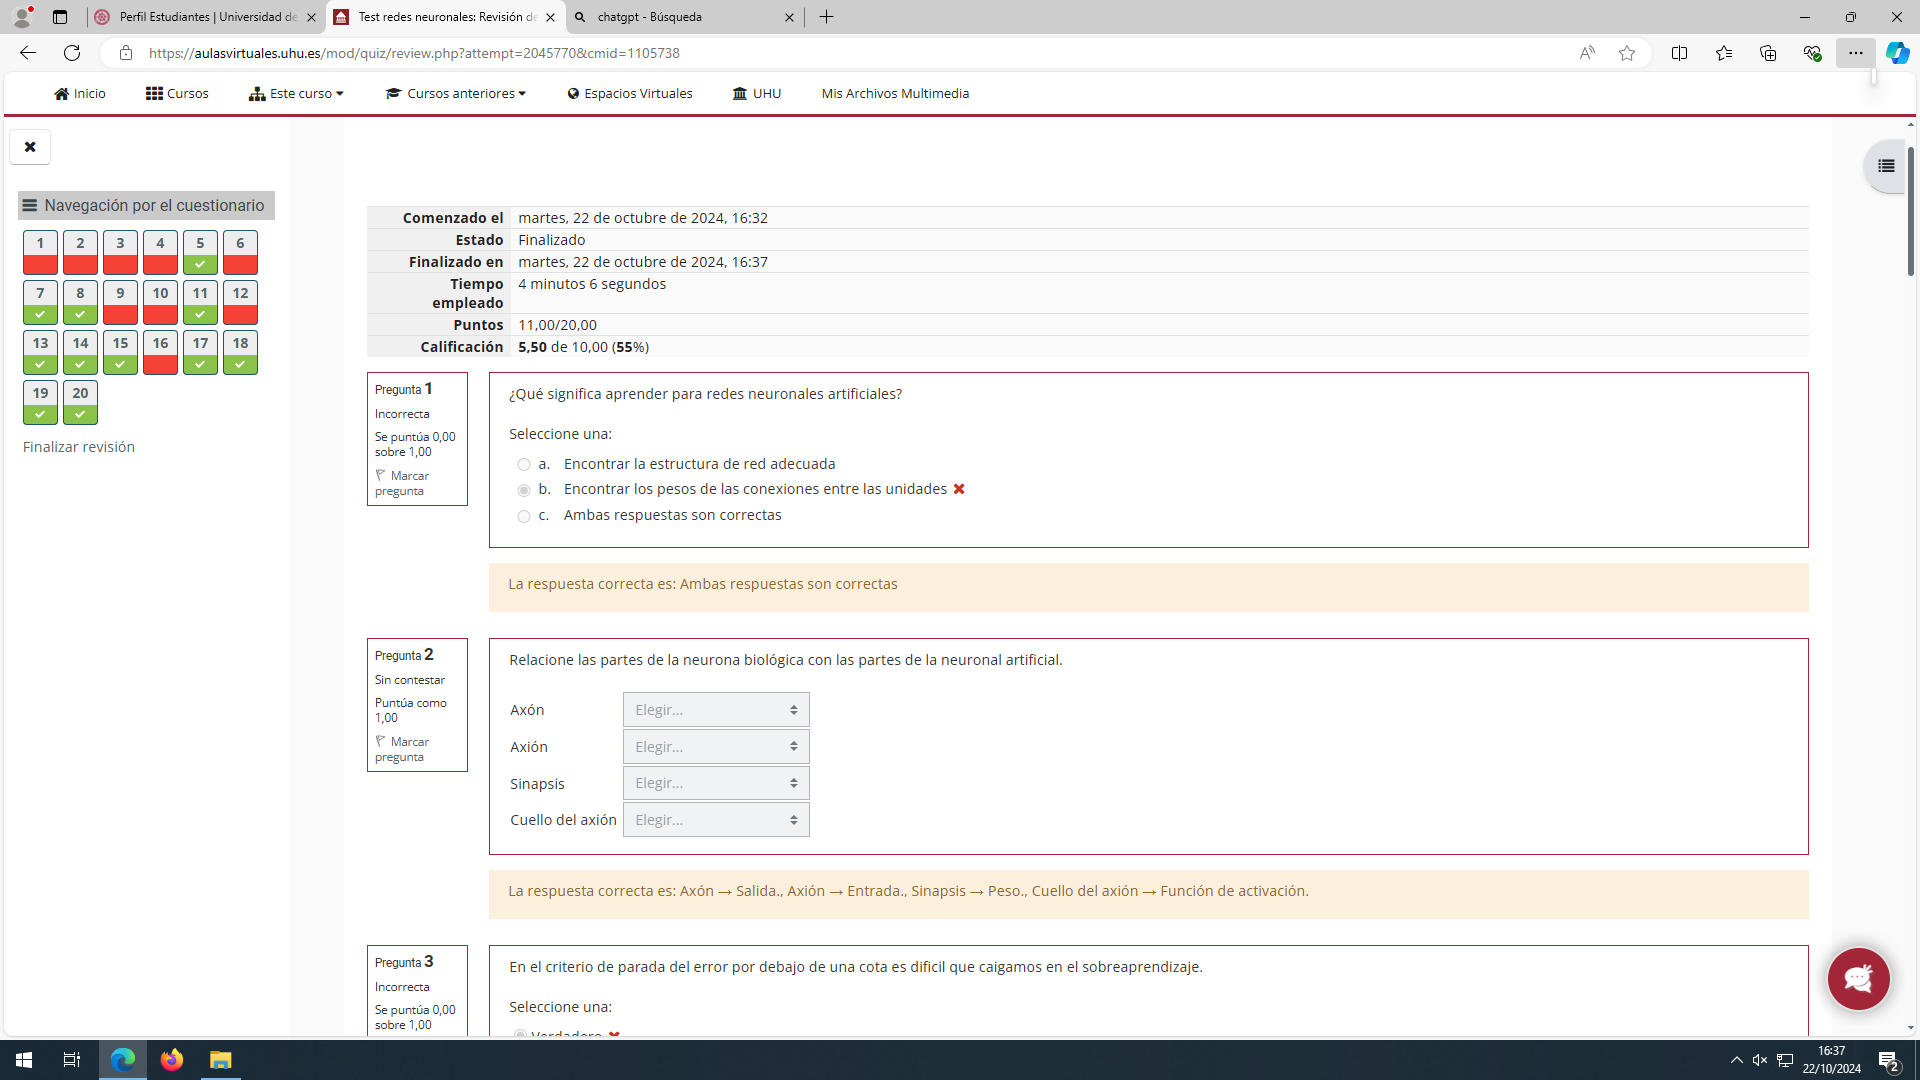 Perfil Estudiantes | Universidad de
Test redes neuronales: Revisión de
chatgpt - Búsqueda
https://aulasvirtuales.uhu.es/mod/quiz/review.php?attempt=2045770&cmid=1105738
Inicio
Cursos
Este curso
Cursos anteriores
Espacios Virtuales
UHU
Mis Archivos Multimedia
Navegación por el cuestionario
1 2 3 4 5 6
7 8 9 10 11 12
13 14 15 16 17 18
19 20
Finalizar revisión
Comenzado el martes, 22 de octubre de 2024, 16:32
Estado Finalizado
Finalizado en martes, 22 de octubre de 2024, 16:37
Tiempo empleado 4 minutos 6 segundos
Puntos 11,00/20,00
Calificación 5,50 de 10,00 (55%)
Pregunta 1
Incorrecta
Se puntúa 0,00
sobre 1,00
Marcar
pregunta
¿Qué significa aprender para redes neuronales artificiales?
Seleccione una:
a. Encontrar la estructura de red adecuada
b. Encontrar los pesos de las conexiones entre las unidades
c. Ambas respuestas son correctas
La respuesta correcta es: Ambas respuestas son correctas
Pregunta 2
Sin contestar
Puntúa como
1,00
Marcar
pregunta
Relacione las partes de la neurona biológica con las partes de la neuronal artificial.
Axón Elegir...
Axión Elegir...
Sinapsis Elegir...
Cuello del axión Elegir...
La respuesta correcta es: Axón → Salida., Axión → Entrada., Sinapsis → Peso., Cuello del axión → Función de activación.
Pregunta 3
Incorrecta
Se puntúa 0,00
sobre 1,00
En el criterio de parada del error por debajo de una cota es dificil que caigamos en el sobreaprendizaje.
Seleccione una:
Verdadero
16:37
22/10/2024
2